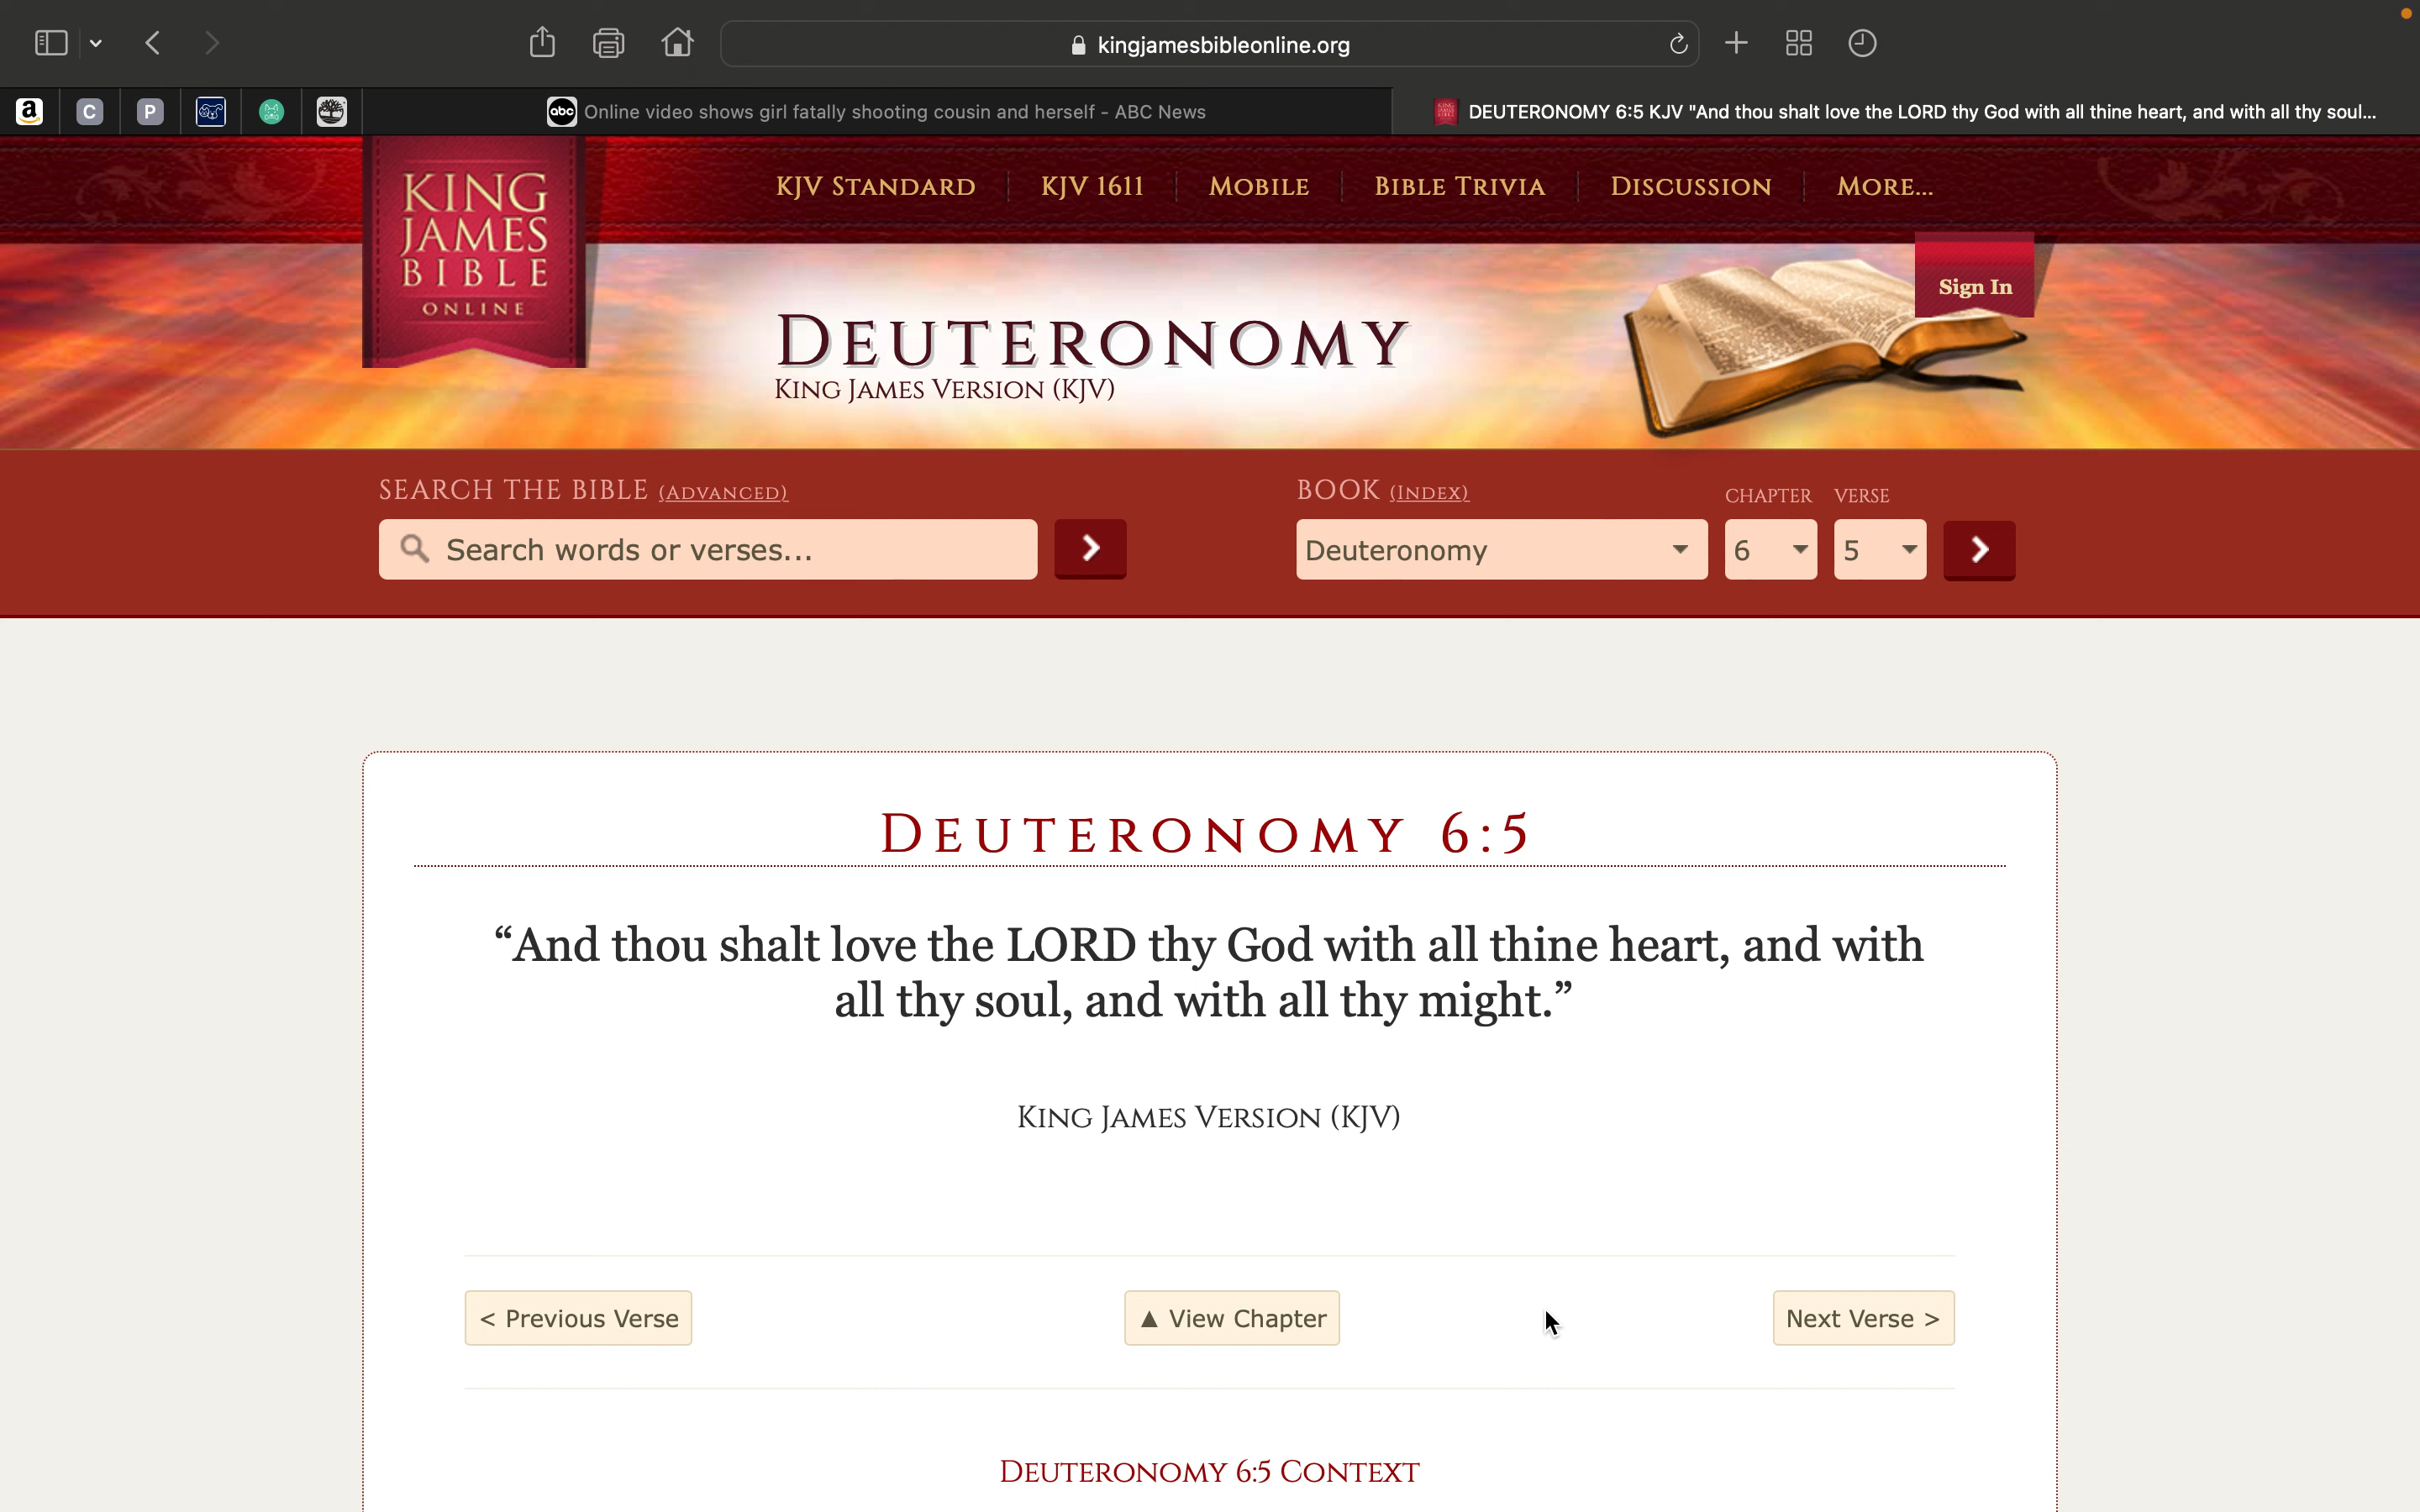 kingjamesbibleonline.org
a
C
P
abc Online video shows girl fatally shooting cousin and herself - ABC News
DEUTERONOMY 6:5 KJV "And thou shalt love the LORD thy God with all thine heart, and with all thy soul...
KING
JAMES
BIBLE
ONLINE
KJV STANDARD
KJV 1611
MOBILE
BIBLE TRIVIA
DISCUSSION
MORE...
Sign In
DEUTERONOMY
KING JAMES VERSION (KJV)
SEARCH THE BIBLE (ADVANCED)
BOOK (INDEX)
CHAPTER
VERSE
Search words or verses...
Deuteronomy
6
5
DEUTERONOMY 6:5
“And thou shalt love the LORD thy God with all thine heart, and with
all thy soul, and with all thy might.”
KING JAMES VERSION (KJV)
< Previous Verse
▲ View Chapter
Next Verse >
DEUTERONOMY 6:5 CONTEXT